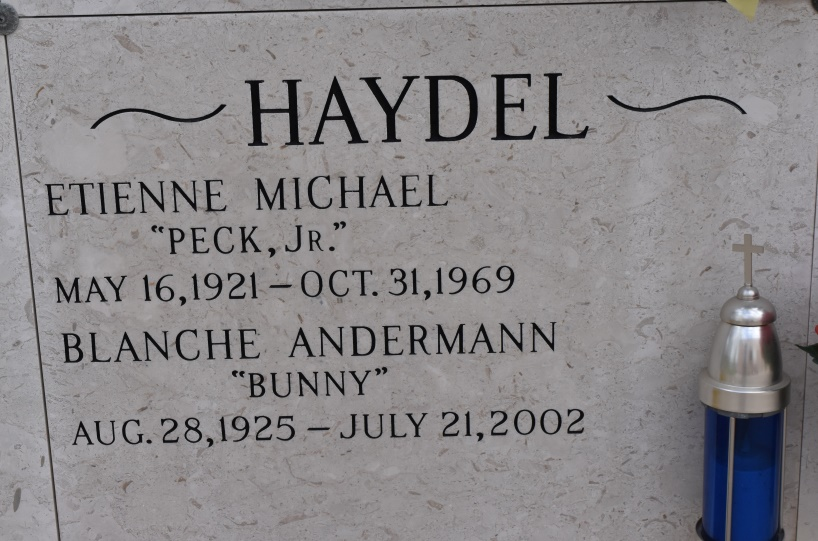 HAYDEL
ETIENNE MICHAEL
“PECK, JR.”
MAY 16, 1921 – OCT. 31, 1969
BLANCHE ANDERMANN
“BUNNY”
AUG. 28, 1925 – JULY 21, 2002